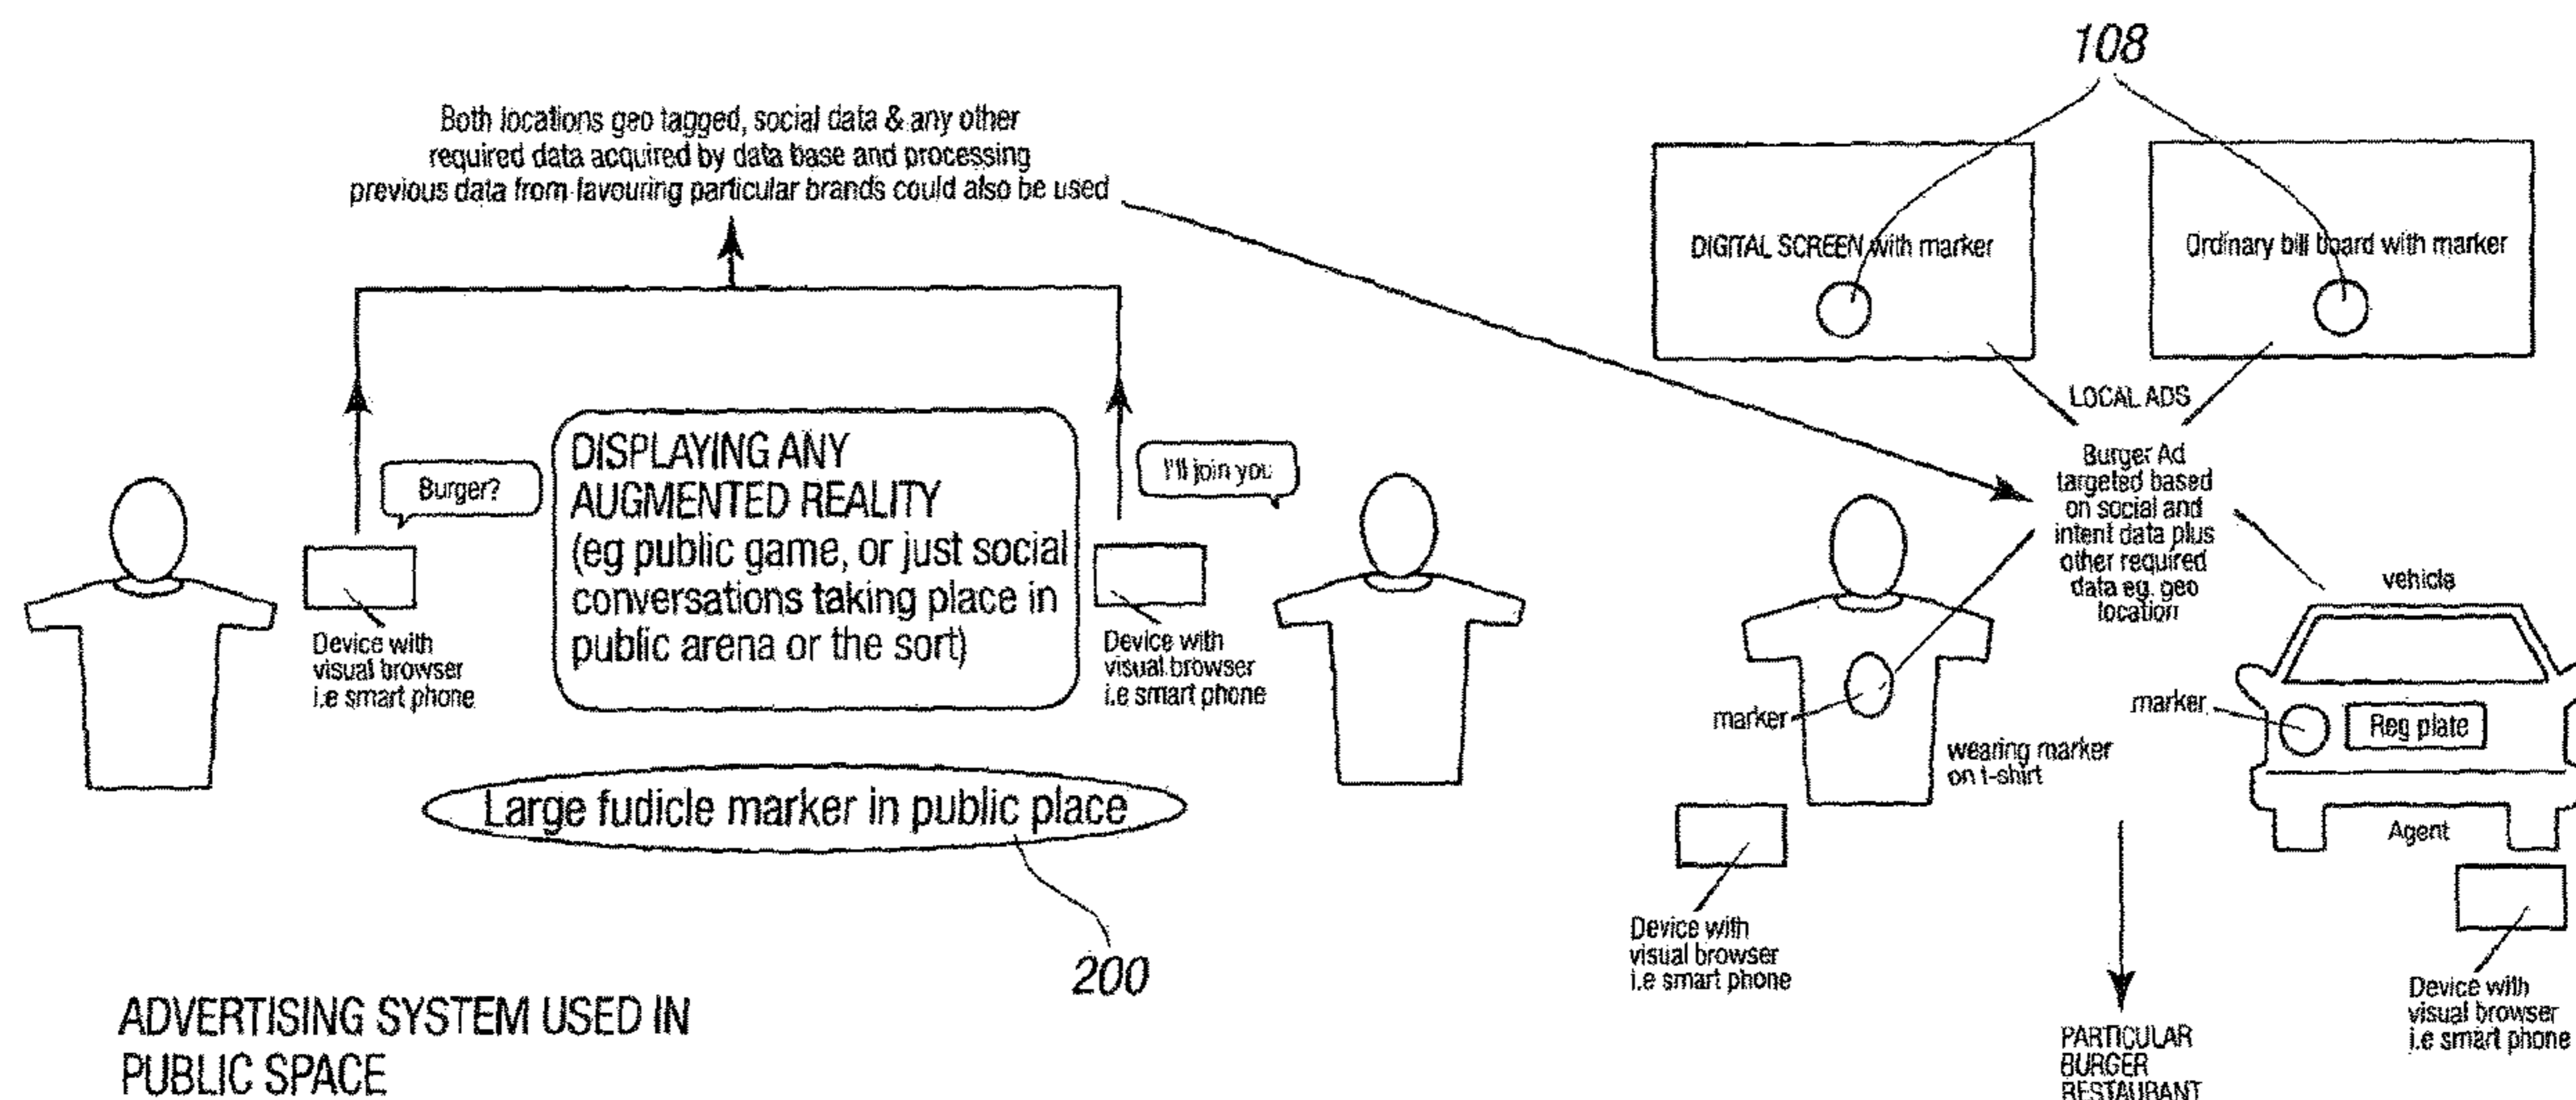 108
Both locations geo tagged, social data & any other
required data acquired by data base and processing
previous data from favouring particular brands could also be used
DIGITAL SCREEN with marker
Ordinary bill board with marker
LOCAL ADS
Burger?
DISPLAYING ANY
AUGMENTED REALITY
(eg public game, or just social
conversations taking place in
public arena or the sort)
I'll join you
Device with
visual browser
i.e smart phone
Device with
visual browser
i.e smart phone
Large fudicle marker in public place
200
Burger Ad
targeted based
on social and
intent data plus
other required
data eg. geo
location
vehicle
marker
wearing marker
on t-shirt
marker
Reg plate
Agent
Device with
visual browser
i.e smart phone
Device with
visual browser
i.e smart phone
PARTICULAR
BURGER
RESTAURANT
ADVERTISING SYSTEM USED IN
PUBLIC SPACE